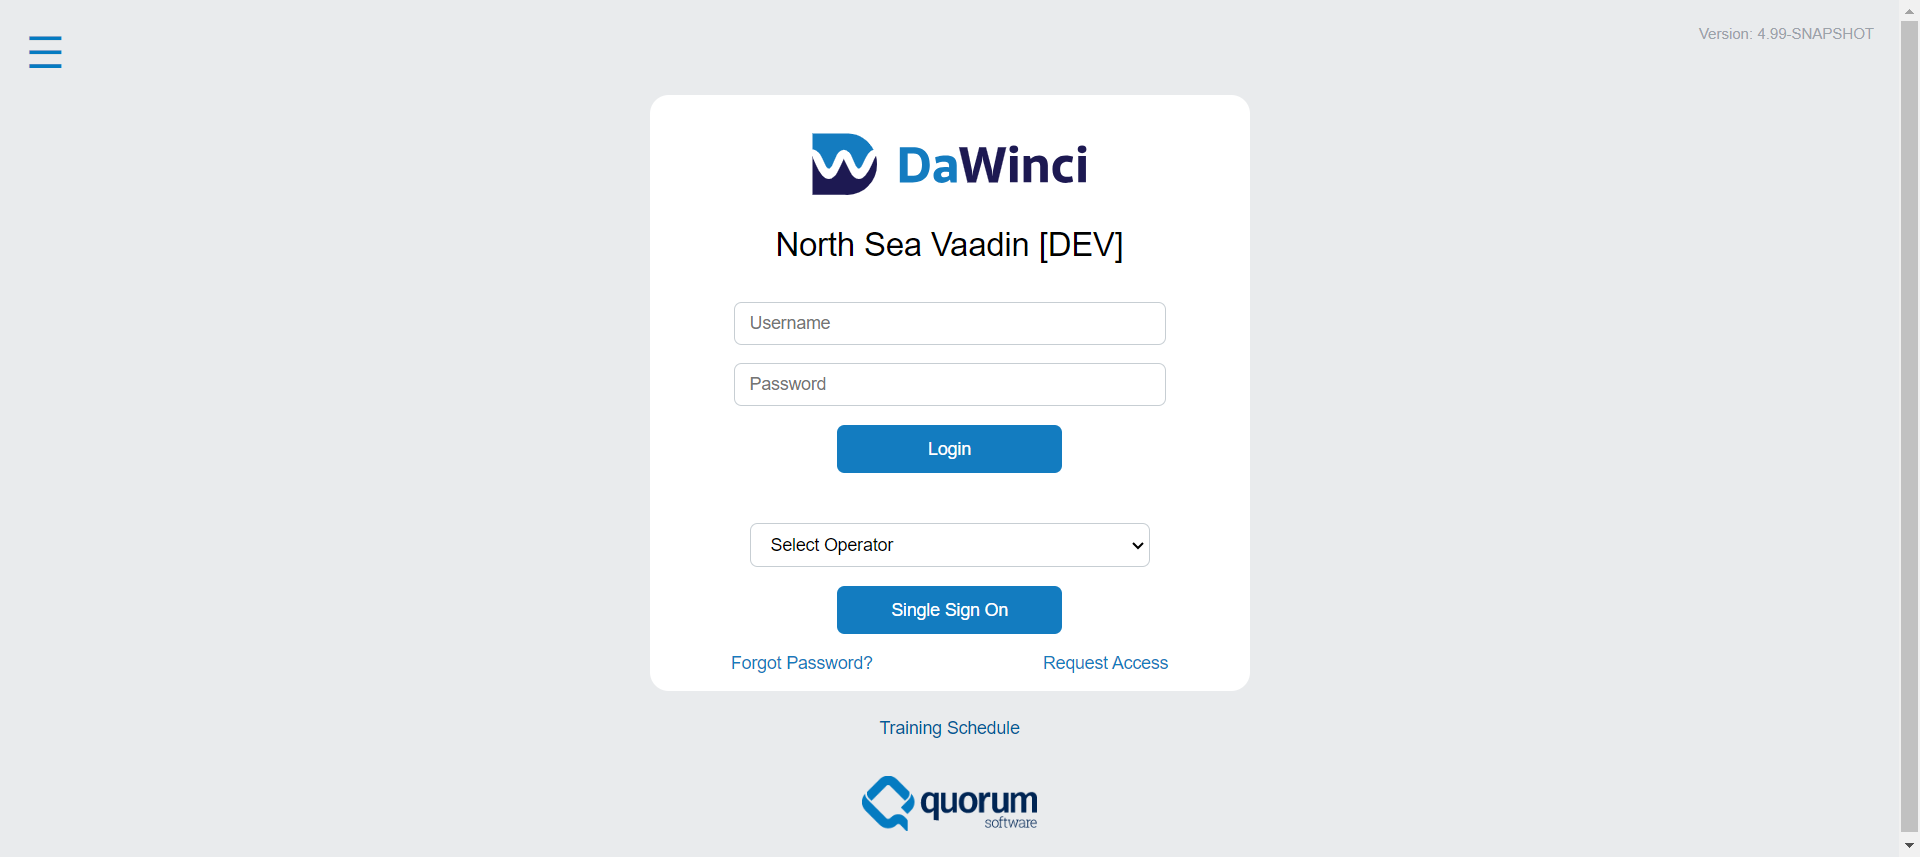 Version: 4.99-SNAPSHOT
DaWinci
North Sea Vaadin [DEV]
Username
Password
Login
Select Operator
Single Sign On
Forgot Password?
Request Access
Training Schedule
quorum
software